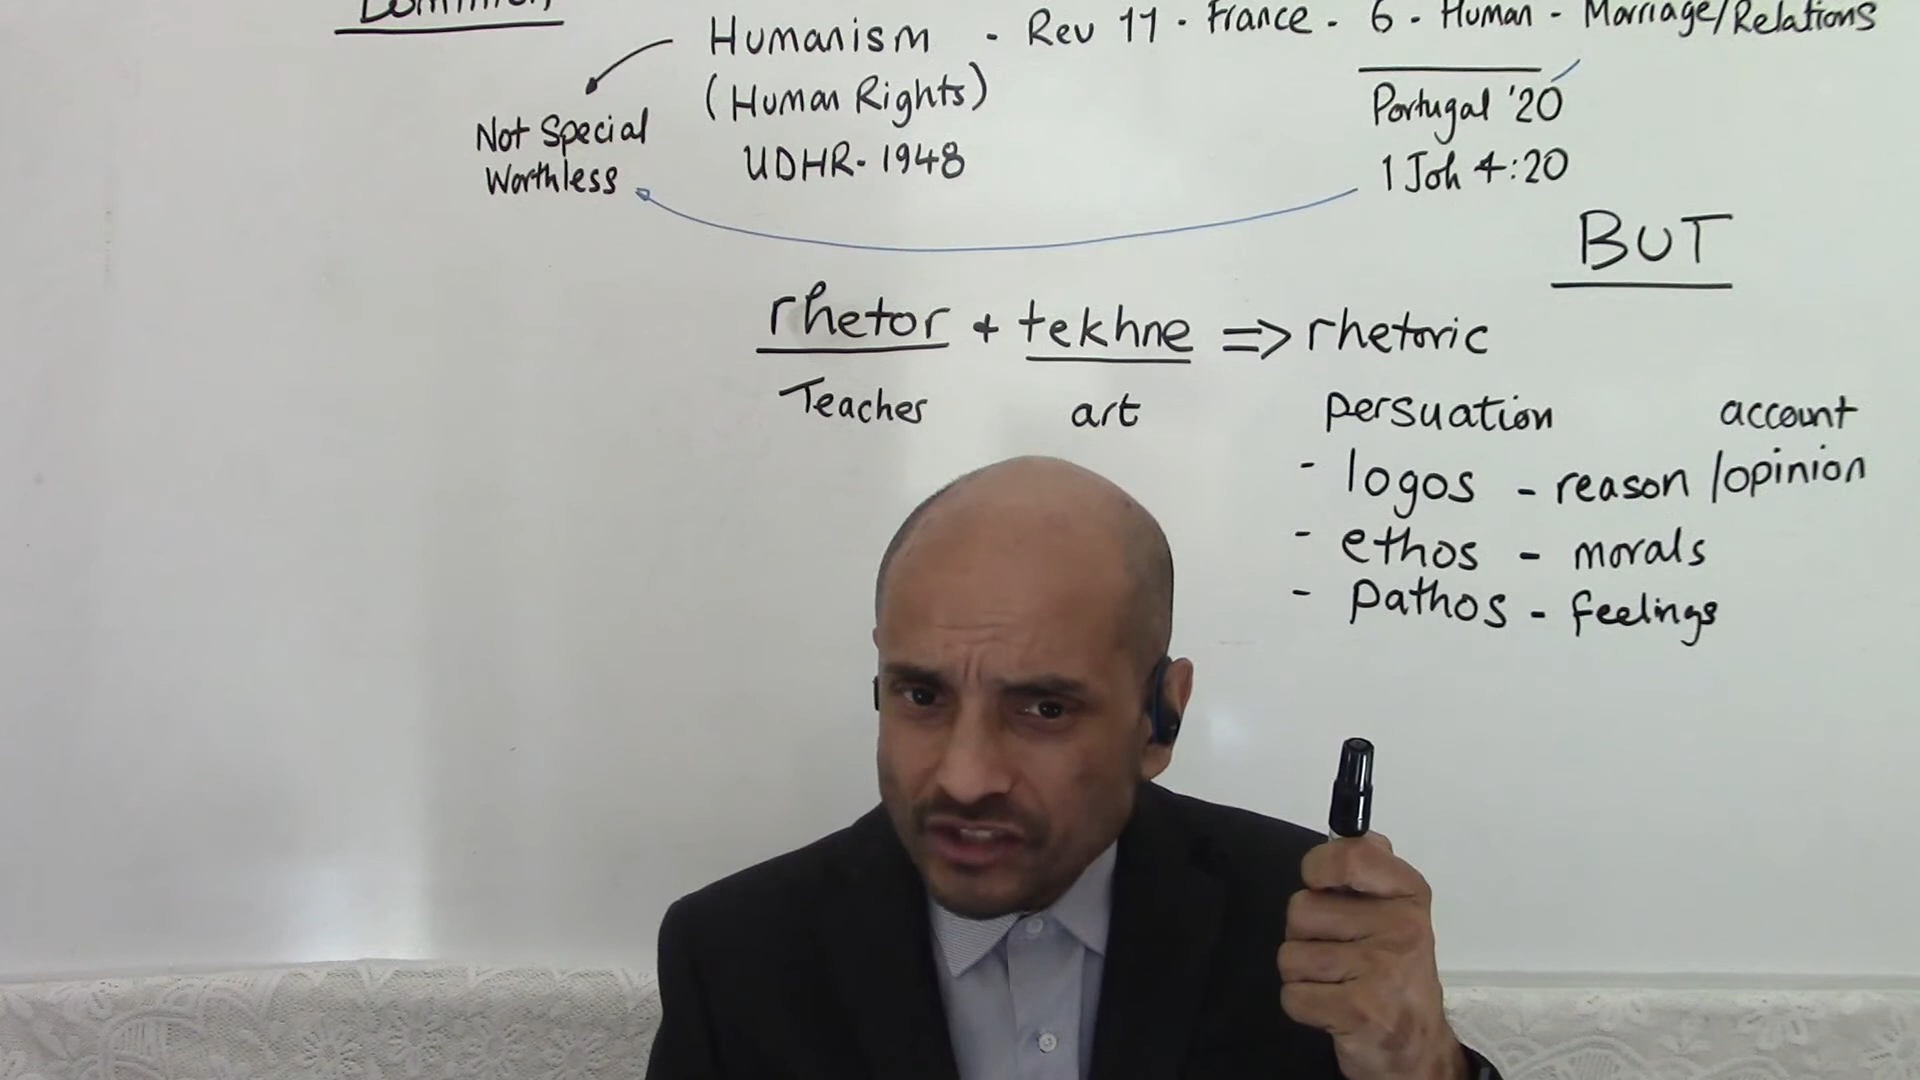 Dominion
Humanism - Rev 11 - France - 6 - Human - Marriage/Relations
(Human Rights)
UDHR - 1948
Not Special
Worthless
Portugal '20
1 Joh 4:20
BUT
rhetor + tekhne => rhetoric
Teacher art persuation account
- logos - reason/opinion
- ethos - morals
- pathos - feelings